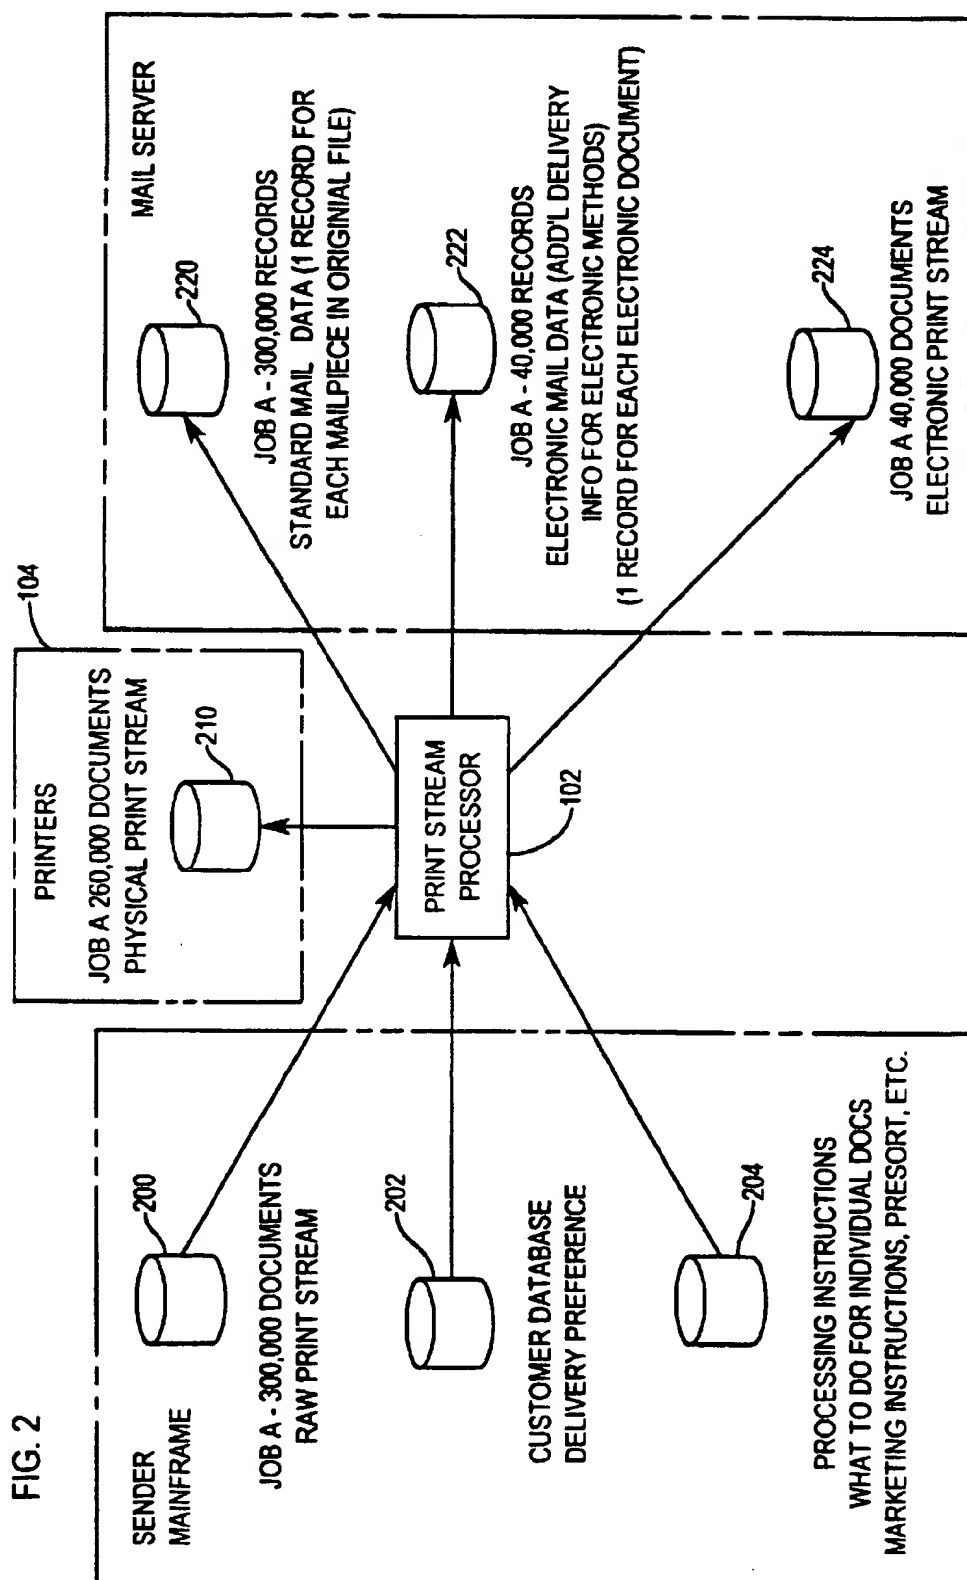 FIG. 2
SENDER
MAINFRAME
200
JOB A - 300,000 DOCUMENTS
RAW PRINT STREAM
202
CUSTOMER DATABASE
DELIVERY PREFERENCE
204
PROCESSING INSTRUCTIONS
WHAT TO DO FOR INDIVIDUAL DOCS
MARKETING INSTRUCTIONS, PRESORT, ETC.
PRINTERS
104
JOB A 260,000 DOCUMENTS
PHYSICAL PRINT STREAM
210
PRINT STREAM
PROCESSOR
102
MAIL SERVER
220
JOB A - 300,000 RECORDS
STANDARD MAIL DATA (1 RECORD FOR
EACH MAILPIECE IN ORIGINIAL FILE)
222
JOB A - 40,000 RECORDS
ELECTRONIC MAIL DATA (ADD'L DELIVERY
INFO FOR ELECTRONIC METHODS)
(1 RECORD FOR EACH ELECTRONIC DOCUMENT)
224
JOB A 40,000 DOCUMENTS
ELECTRONIC PRINT STREAM